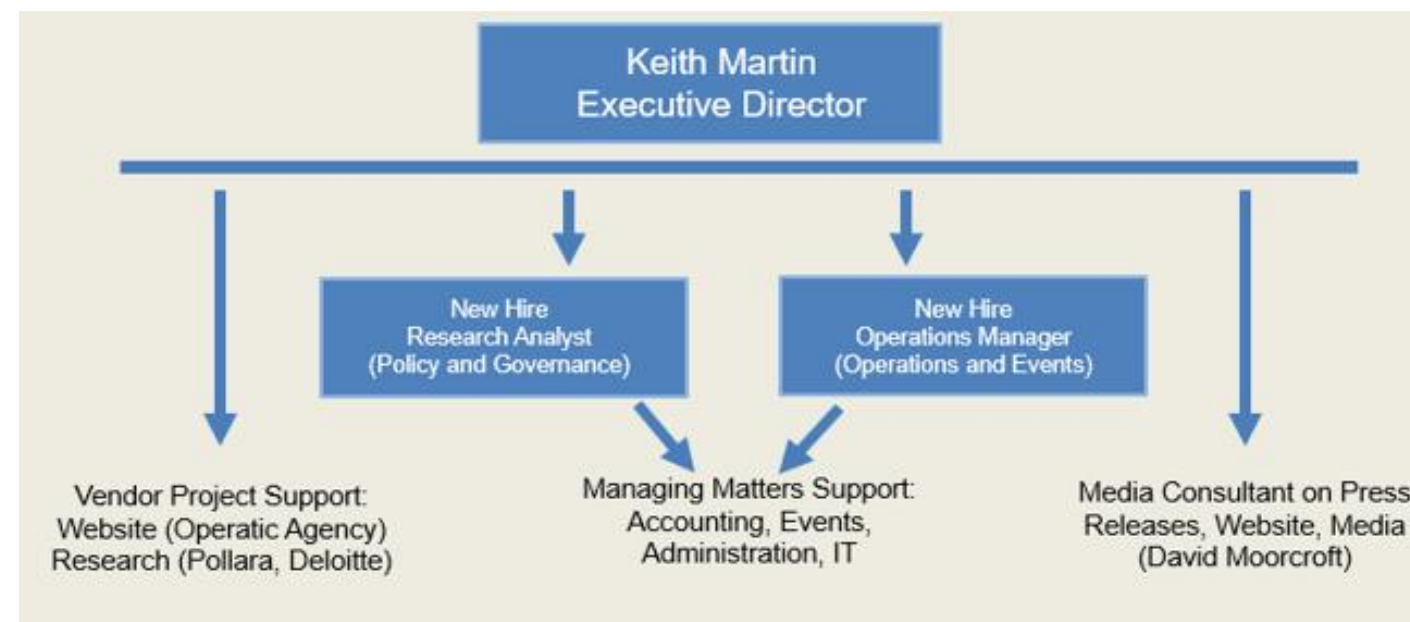 Keith Martin
Executive Director
New Hire
Research Analyst
(Policy and Governance)
New Hire
Operations Manager
(Operations and Events)
Vendor Project Support:
Website (Operatic Agency)
Research (Pollara, Deloitte)
Managing Matters Support:
Accounting, Events,
Administration, IT
Media Consultant on Press
Releases, Website, Media
(David Moorcroft)